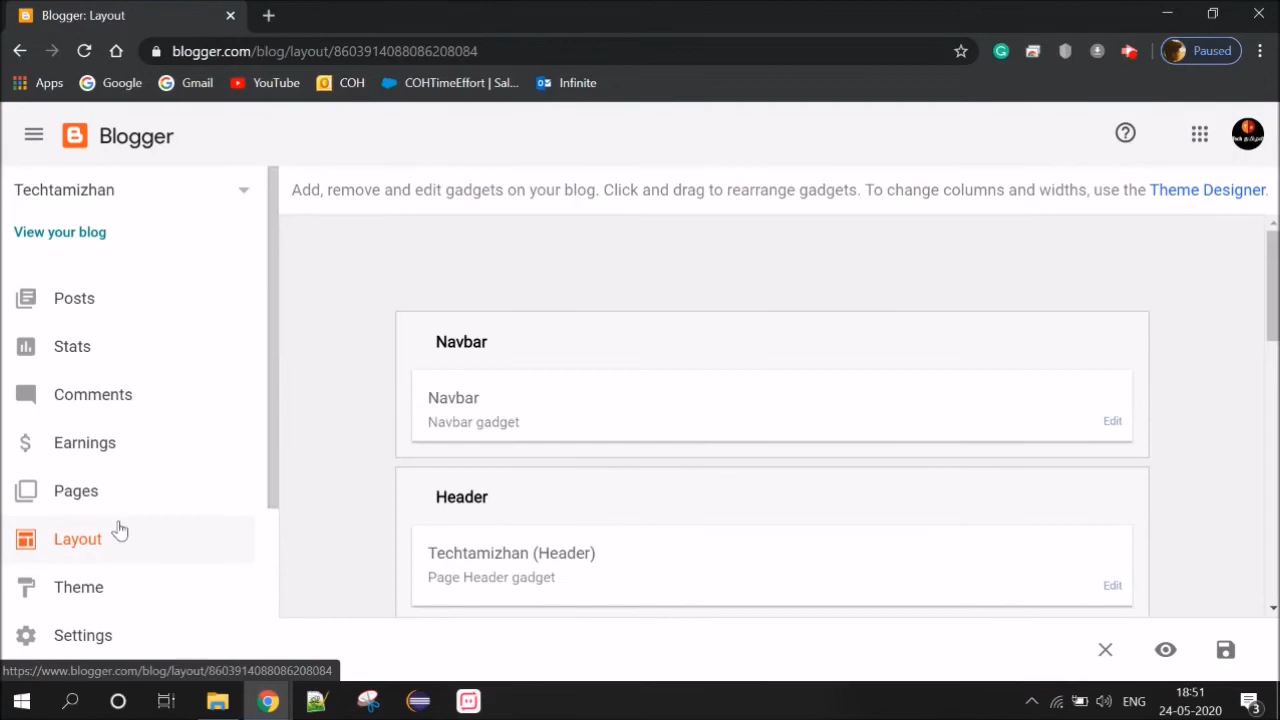 Blogger: Layout
blogger.com/blog/layout/8603914088086208084
Paused
Apps
Google
Gmail
YouTube
COH
COHTimeEffort | Sal...
Infinite
Blogger
Techtamizhan
View your blog
Add, remove and edit gadgets on your blog. Click and drag to rearrange gadgets. To change columns and widths, use the Theme Designer.
Posts
Stats
Comments
Earnings
Pages
Layout
Theme
Settings
Navbar
Navbar
Navbar gadget
Edit
Header
Techtamizhan (Header)
Page Header gadget
Edit
https://www.blogger.com/blog/layout/8603914088086208084
ENG
18:51
24-05-2020
3